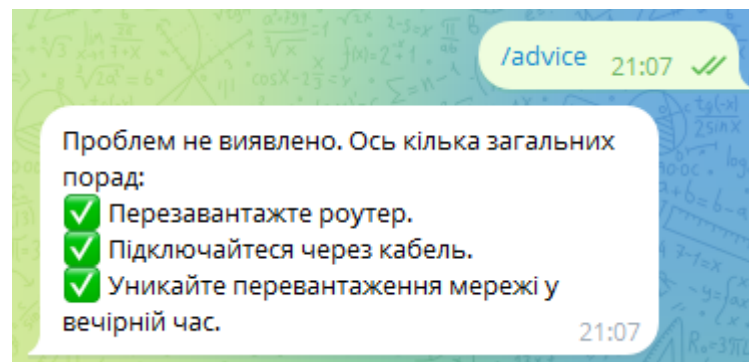 /advice 21:07
Проблем не виявлено. Ось кілька загальних
порад:
✅ Перезавантажте роутер.
✅ Підключайтеся через кабель.
✅ Уникайте перевантаження мережі у
вечірній час.
21:07